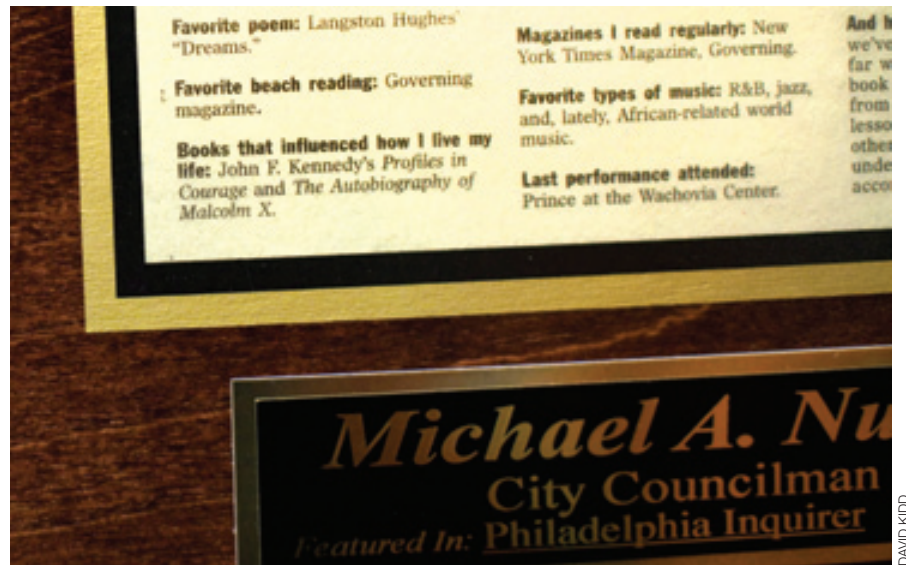 Favorite poem: Langston Hughes'
“Dreams.”
Favorite beach reading: Governing
magazine.
Books that influenced how I live my
life: John F. Kennedy's Profiles in
Courage and The Autobiography of
Malcolm X.
Magazines I read regularly: New
York Times Magazine, Governing.
Favorite types of music: R&B, jazz,
and, lately, African-related world
music.
Last performance attended:
Prince at the Wachovia Center.
And h
we've
far w
book
from
lesso
other
unde
acco
Michael A. Nu
City Councilman
Featured In: Philadelphia Inquirer
DAVID KIDD